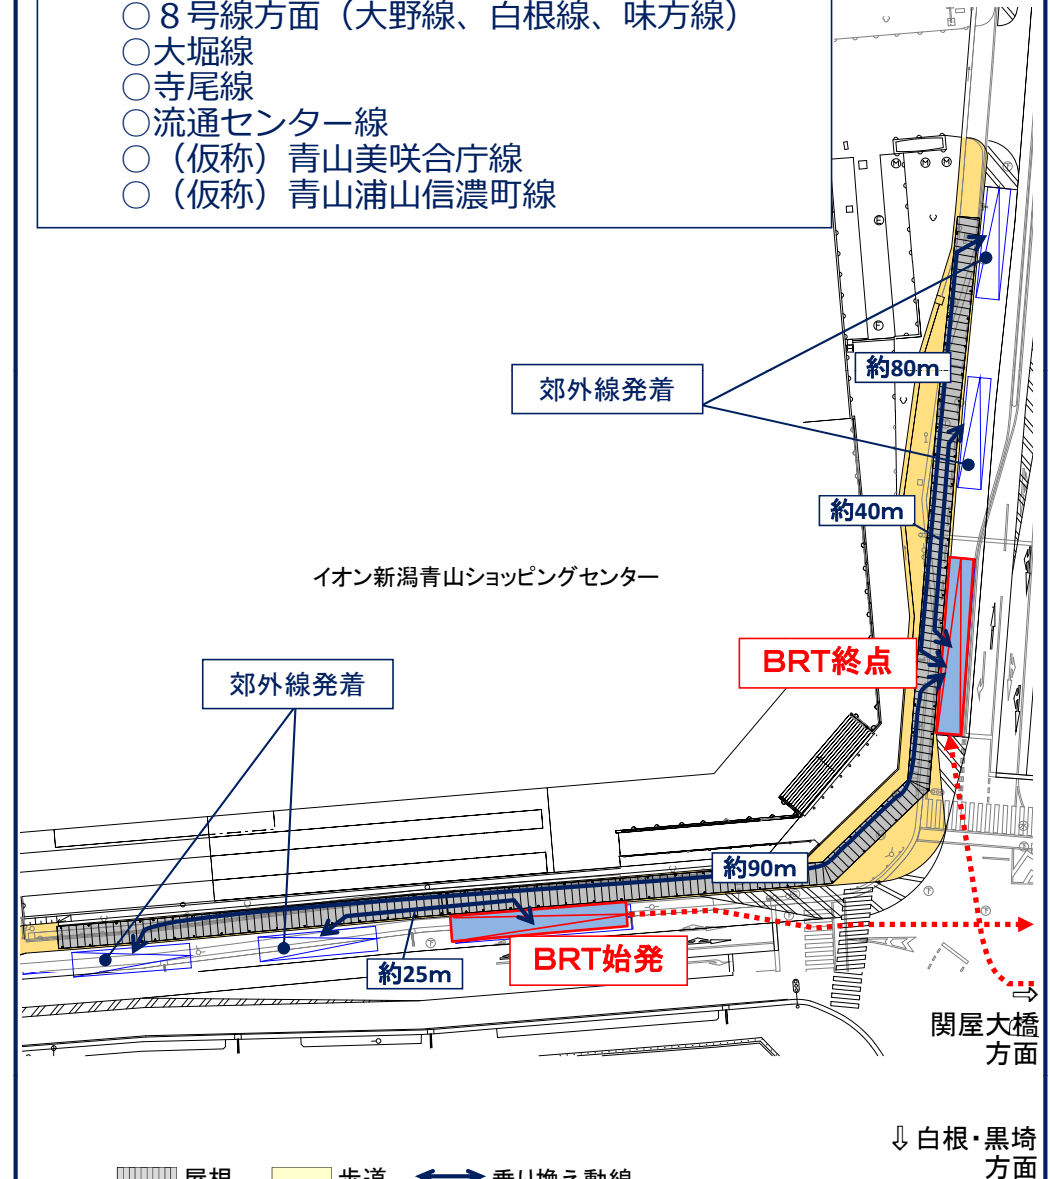 ○８号線方面（大野線、白根線、味方線）
○大堀線
○寺尾線
○流通センター線
○（仮称）青山美咲合庁線
○（仮称）青山浦山信濃町線
約80m
郊外線発着
約40m
イオン新潟青山ショッピングセンター
BRT終点
郊外線発着
約90m
BRT始発
約25m
⇨
関屋大橋
方面
⇩白根・黒埼
方面
屋根
歩道
乗り換え動線